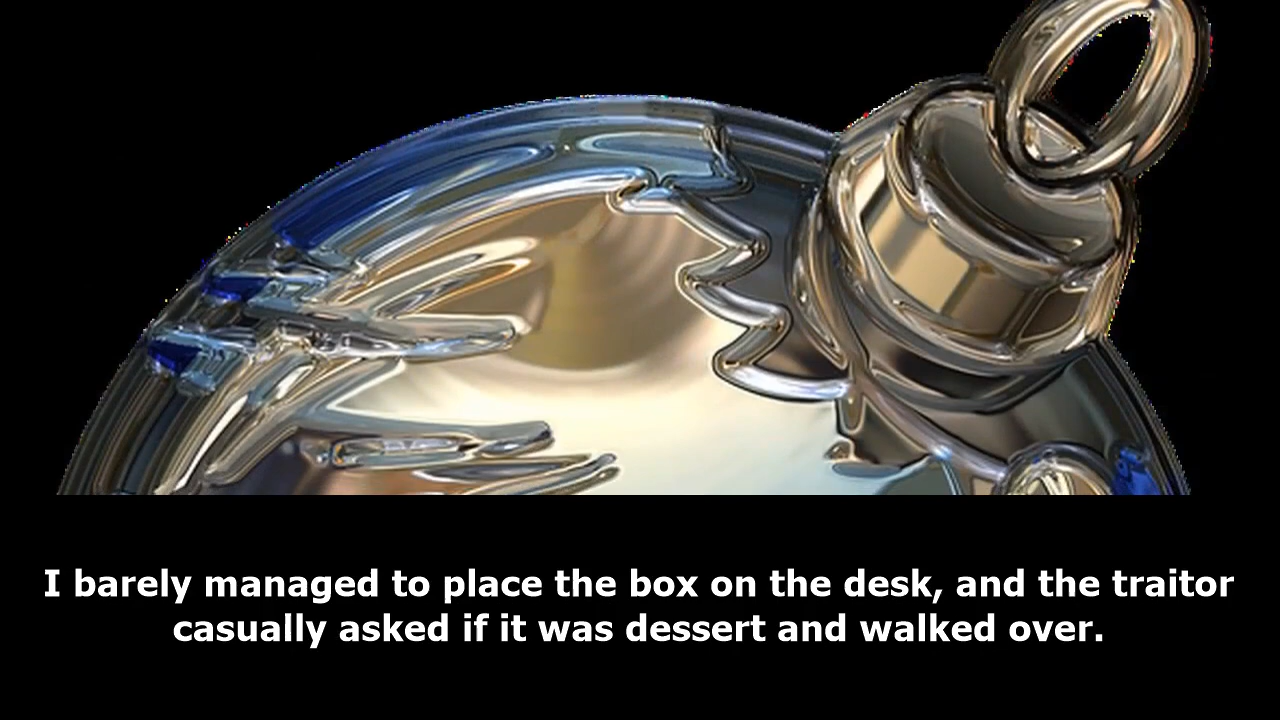 I barely managed to place the box on the desk, and the traitor
casually asked if it was dessert and walked over.